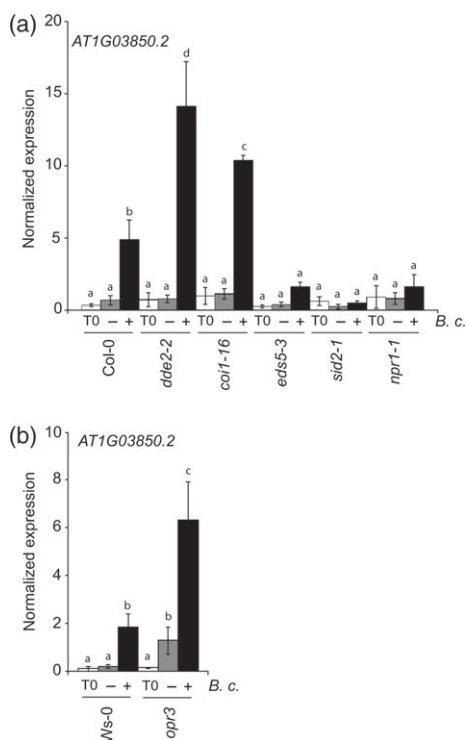 (a)
AT1G03850.2
Normalized expression
20
15
10
5
0
a a b a a d a a c a a a a a a a a a
T0 – + T0 – + T0 – + T0 – + T0 – + T0 – + B. c.
Col-0 dde2-2 coi1-16 eds5-3 sid2-1 npr1-1
(b)
AT1G03850.2
Normalized expression
10
8
6
4
2
0
a a b a b c
T0 – + T0 – + B. c.
Ws-0 opr3